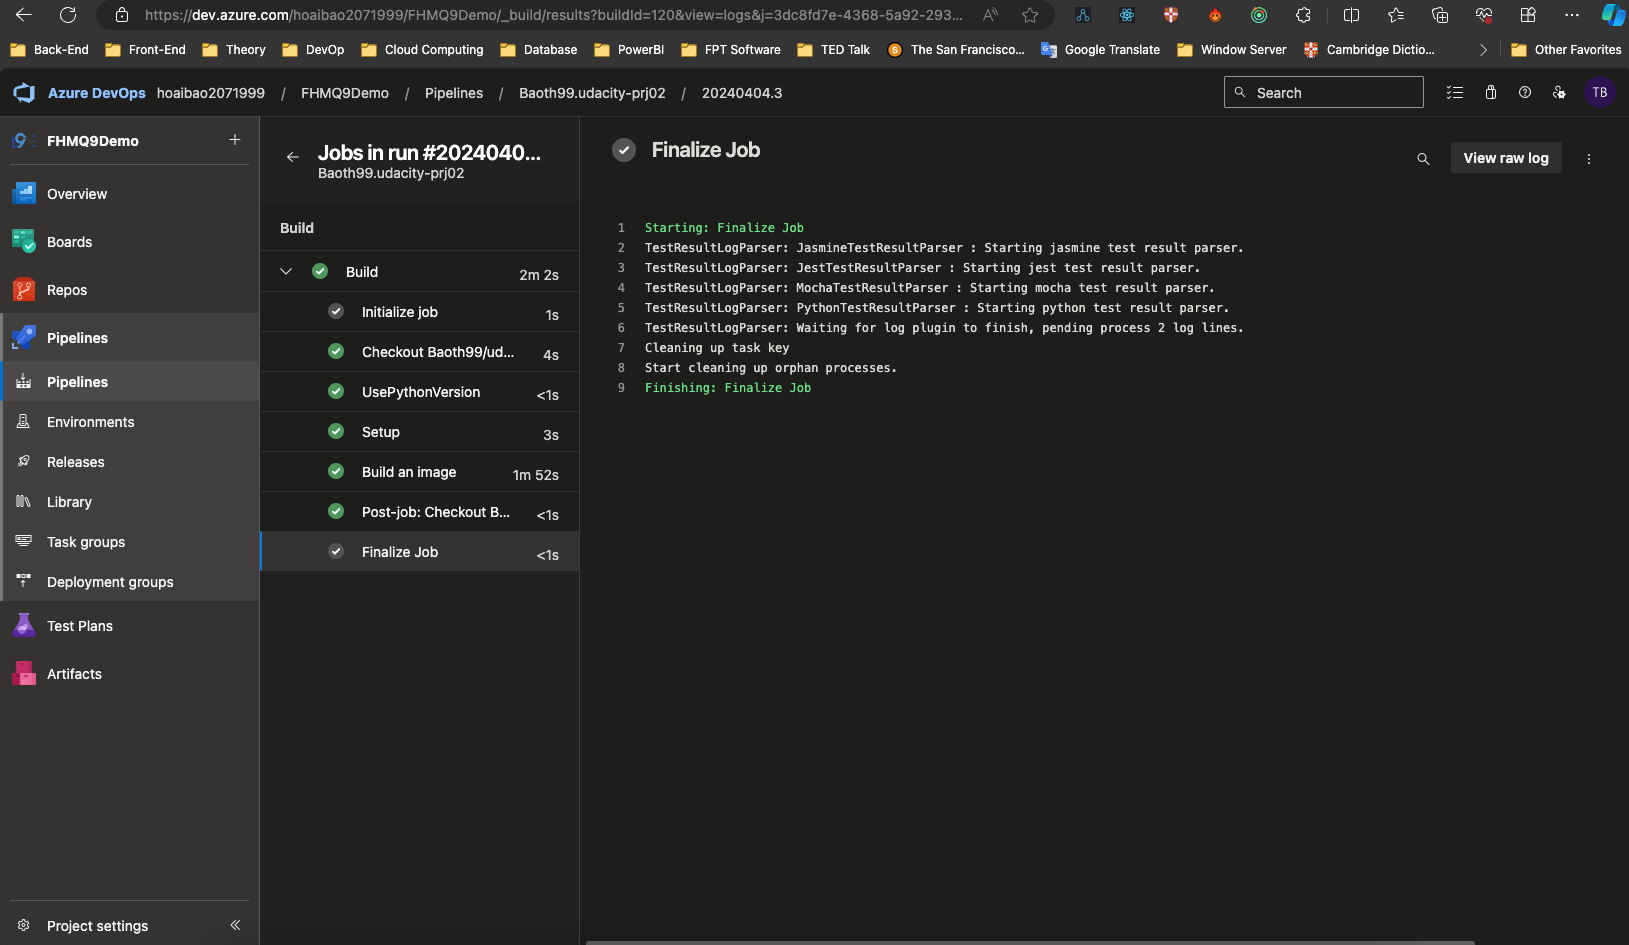 https://dev.azure.com/hoaibao2071999/FHMQ9Demo/_build/results?buildId=120&view=logs&j=3dc8fd7e-4368-5a92-293...
Back-End Front-End Theory DevOp Cloud Computing Database PowerBI FPT Software TED Talk The San Francisco... Google Translate Window Server Cambridge Dictio... Other Favorites
Azure DevOps hoaibao2071999 / FHMQ9Demo / Pipelines / Baoth99.udacity-prj02 / 20240404.3
Search
TB
FHMQ9Demo +
Overview
Boards
Repos
Pipelines
Pipelines
Environments
Releases
Library
Task groups
Deployment groups
Test Plans
Artifacts
Project settings
Jobs in run #2024040...
Baoth99.udacity-prj02
Build
Build 2m 2s
Initialize job 1s
Checkout Baoth99/ud... 4s
UsePythonVersion <1s
Setup 3s
Build an image 1m 52s
Post-job: Checkout B... <1s
Finalize Job <1s
Finalize Job
View raw log
1 Starting: Finalize Job
2 TestResultLogParser: JasmineTestResultParser : Starting jasmine test result parser.
3 TestResultLogParser: JestTestResultParser : Starting jest test result parser.
4 TestResultLogParser: MochaTestResultParser : Starting mocha test result parser.
5 TestResultLogParser: PythonTestResultParser : Starting python test result parser.
6 TestResultLogParser: Waiting for log plugin to finish, pending process 2 log lines.
7 Cleaning up task key
8 Start cleaning up orphan processes.
9 Finishing: Finalize Job